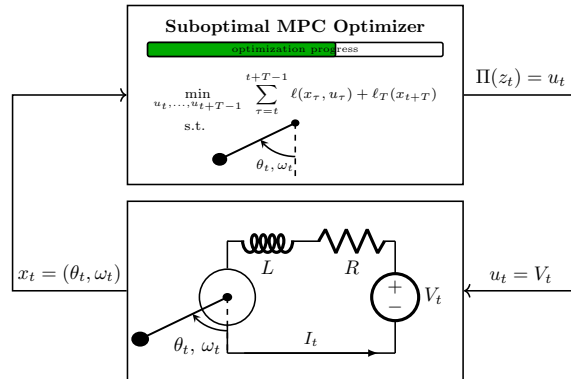 Suboptimal MPC Optimizer
optimization progress
min_{u_t,…,u_{t+T−1}} ∑_{τ=t}^{t+T−1} ℓ(x_τ, u_τ) + ℓ_T(x_{t+T})
s.t.
θ_t, ω_t
Π(z_t) = u_t
x_t = (θ_t, ω_t)
L
R
+
−
V_t
θ_t, ω_t
I_t
u_t = V_t